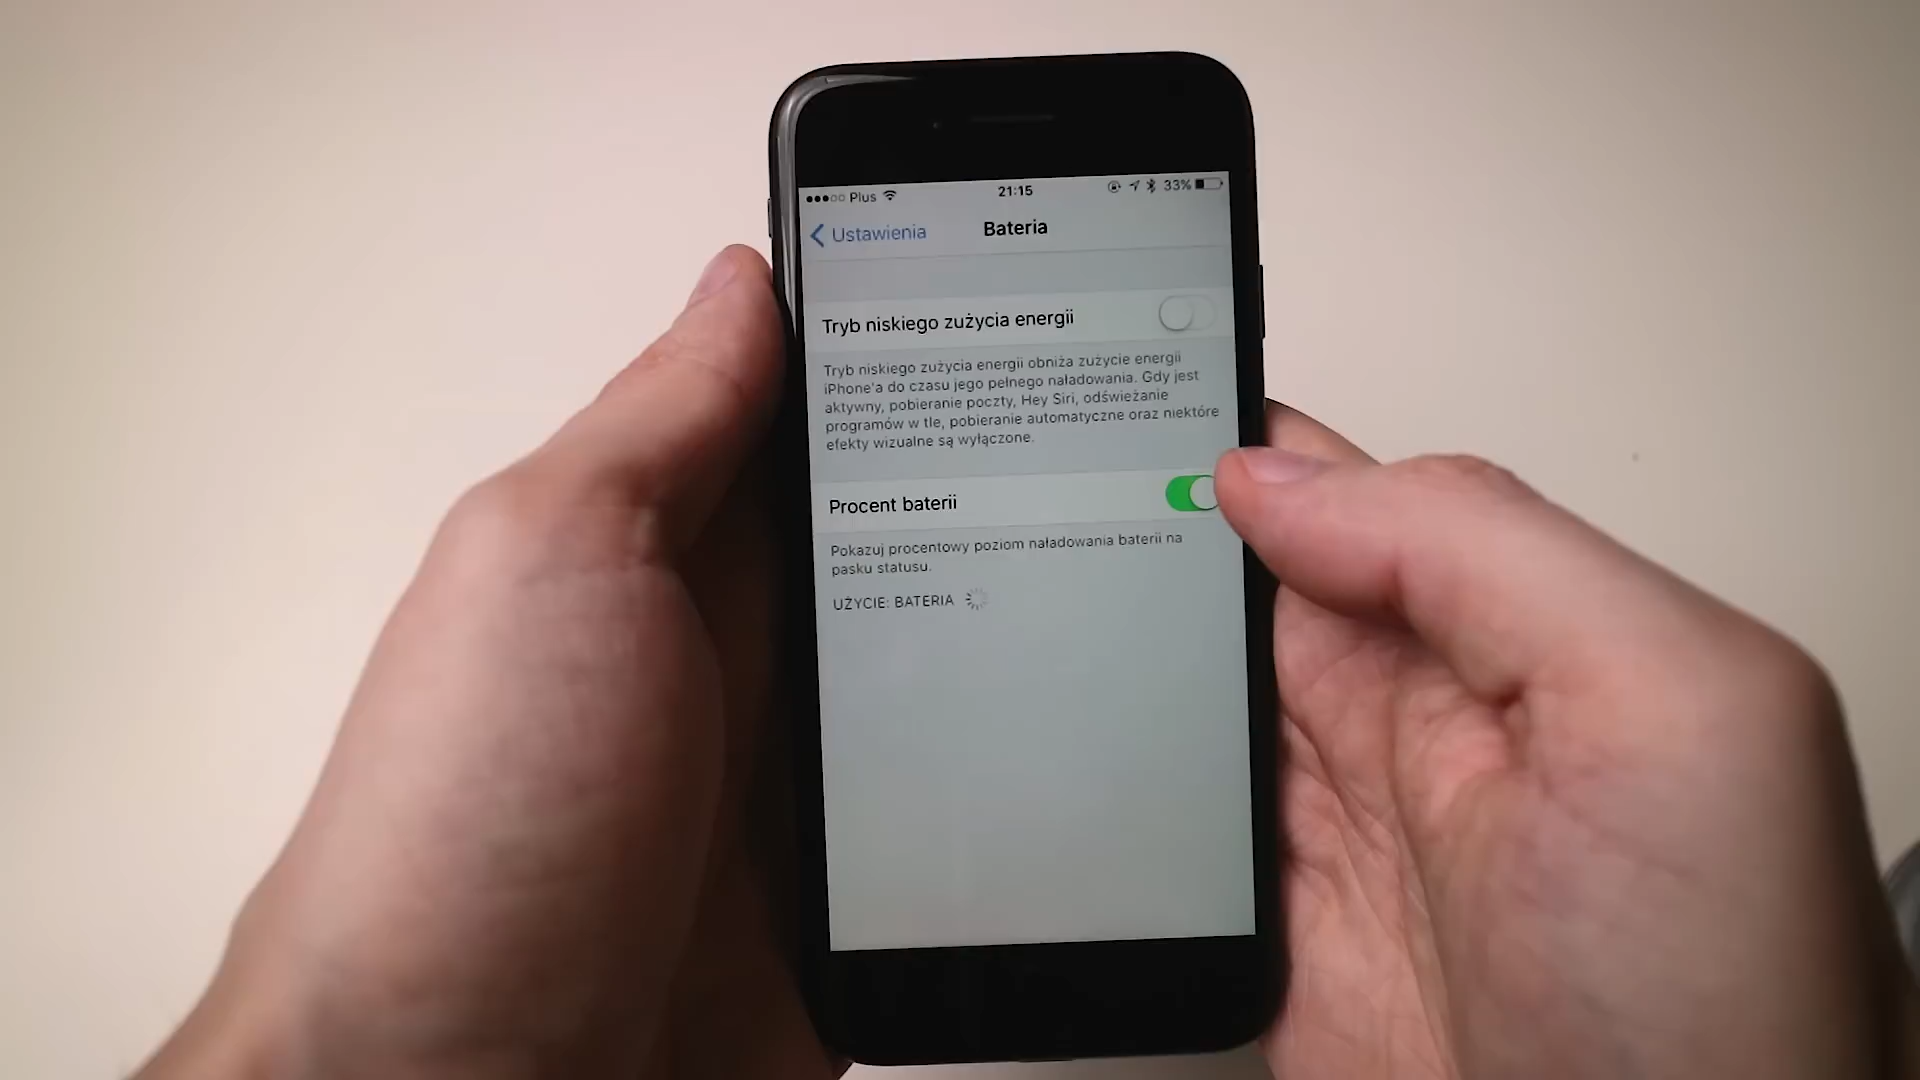 Plus 21:15 33%
Ustawienia Bateria
Tryb niskiego zużycia energii
Tryb niskiego zużycia energii obniża zużycie energii
iPhone'a do czasu jego pełnego naładowania. Gdy jest
aktywny, pobieranie poczty, Hey Siri, odświeżanie
programów w tle, pobieranie automatyczne oraz niektóre
efekty wizualne są wyłączone.
Procent baterii
Pokazuj procentowy poziom naładowania baterii na
pasku statusu.
UŻYCIE: BATERIA